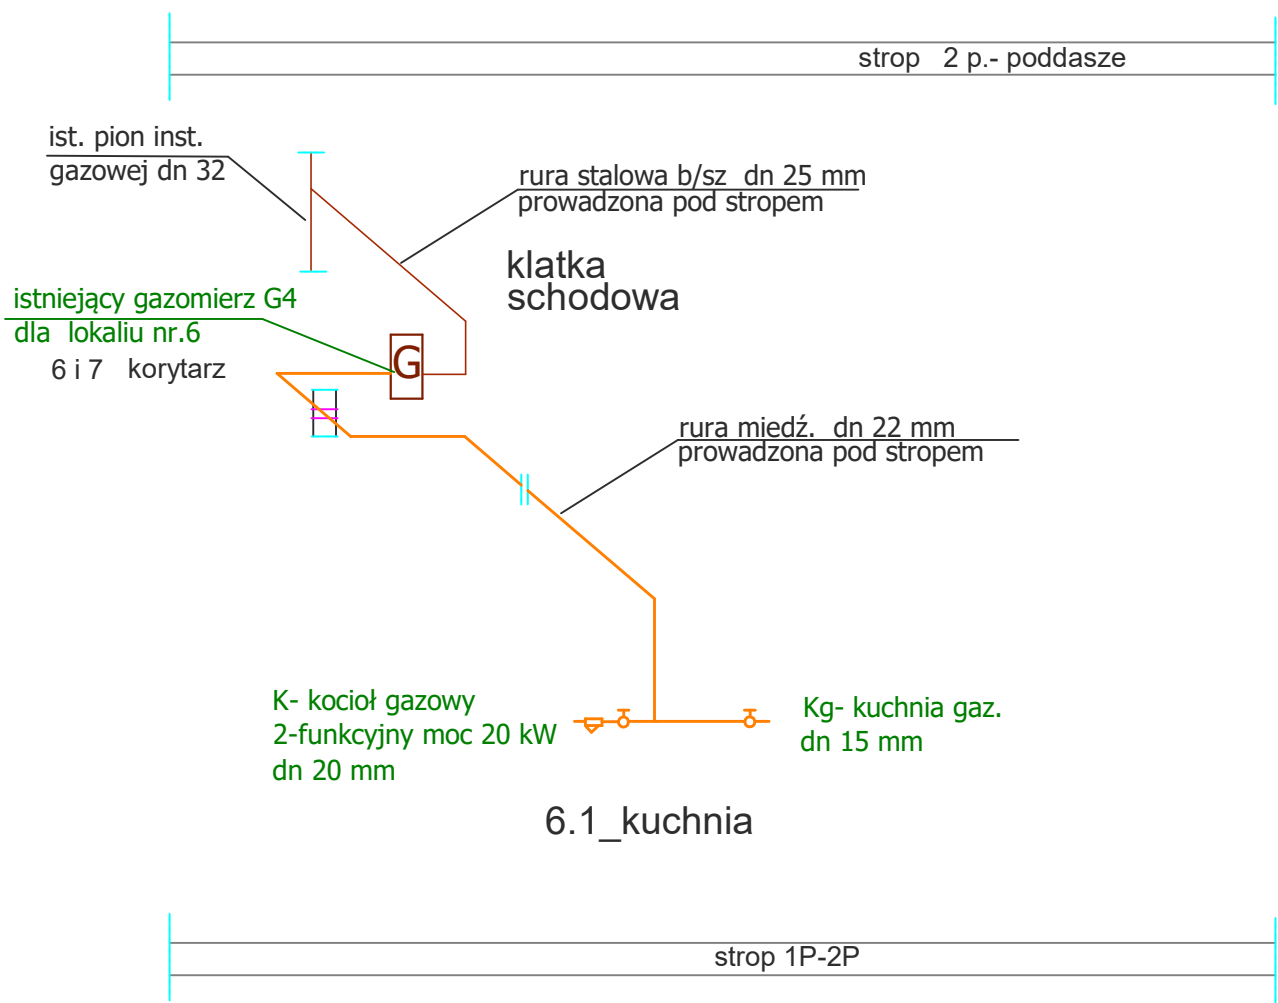 strop 2 p.- poddasze
ist. pion inst.
gazowej dn 32
rura stalowa b/sz dn 25 mm
prowadzona pod stropem
klatka
schodowa
istniejący gazomierz G4
dla lokaliu nr.6
6 i 7 korytarz
G
rura miedź. dn 22 mm
prowadzona pod stropem
K- kocioł gazowy
2-funkcyjny moc 20 kW
dn 20 mm
Kg- kuchnia gaz.
dn 15 mm
6.1_kuchnia
strop 1P-2P